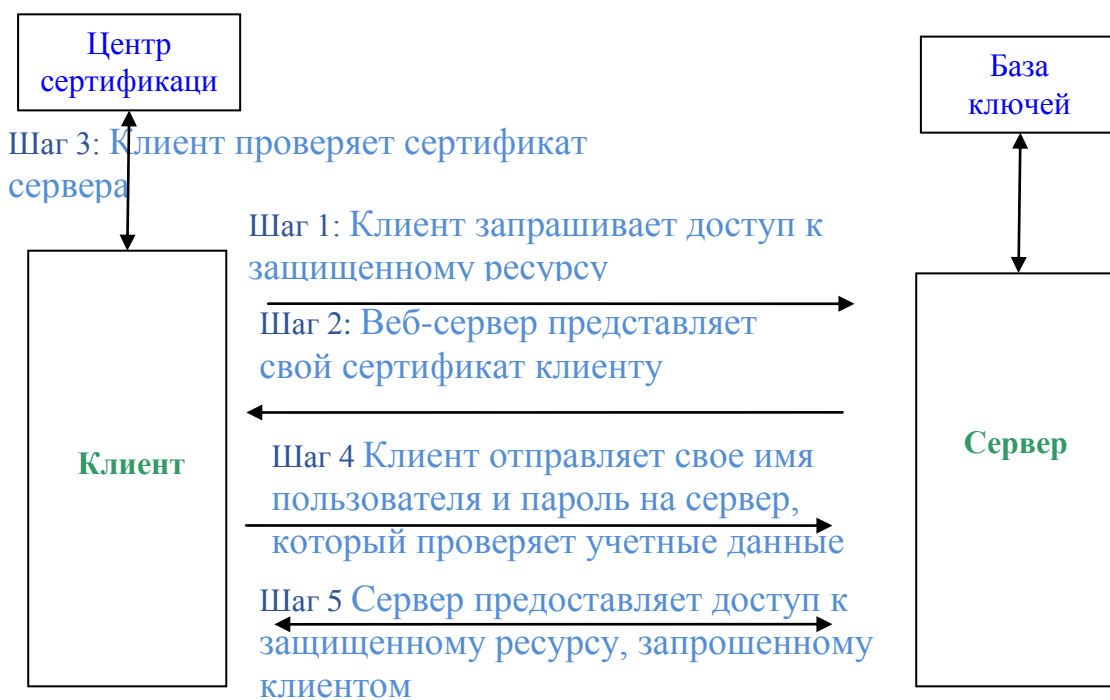 Центр
сертификаци
База
ключей
Шаг 3: Клиент проверяет сертификат
сервера
Шаг 1: Клиент запрашивает доступ к
защищенному ресурсу
Шаг 2: Веб-сервер представляет
свой сертификат клиенту
Клиент
Сервер
Шаг 4 Клиент отправляет свое имя
пользователя и пароль на сервер,
который проверяет учетные данные
Шаг 5 Сервер предоставляет доступ к
защищенному ресурсу, запрошенному
клиентом